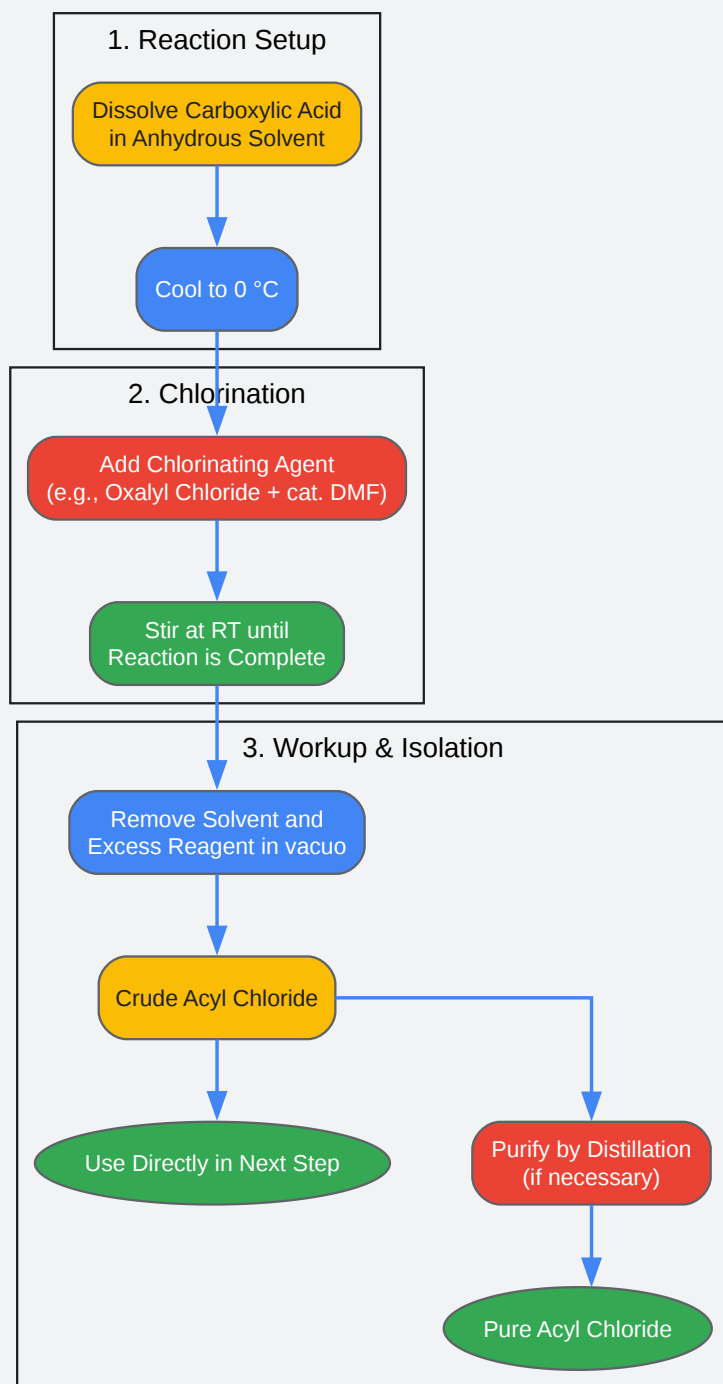 1. Reaction Setup
Dissolve Carboxylic Acid
in Anhydrous Solvent
Cool to 0 °C
2. Chlorination
Add Chlorinating Agent
(e.g., Oxalyl Chloride + cat. DMF)
Stir at RT until
Reaction is Complete
3. Workup & Isolation
Remove Solvent and
Excess Reagent in vacuo
Crude Acyl Chloride
Use Directly in Next Step
Purify by Distillation
(if necessary)
Pure Acyl Chloride